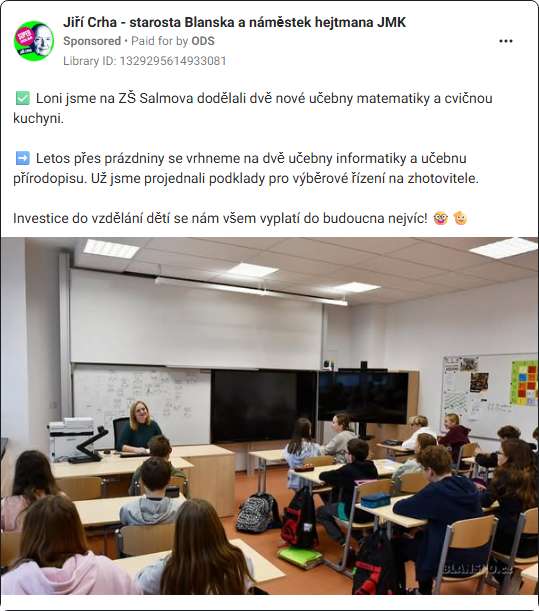 Jiří Crha - starosta Blanska a náměstek hejtmana JMK
Sponsored • Paid for by ODS
Library ID: 1329295614933081
✅ Loni jsme na ZŠ Salmova dodělali dvě nové učebny matematiky a cvičnou
kuchyni.
➡️ Letos přes prázdniny se vrhneme na dvě učebny informatiky a učebnu
přírodopisu. Už jsme projednali podklady pro výběrové řízení na zhotovitele.
Investice do vzdělání dětí se nám všem vyplatí do budoucna nejvíc! 🤓 💪🏼
BLANSKO.cz